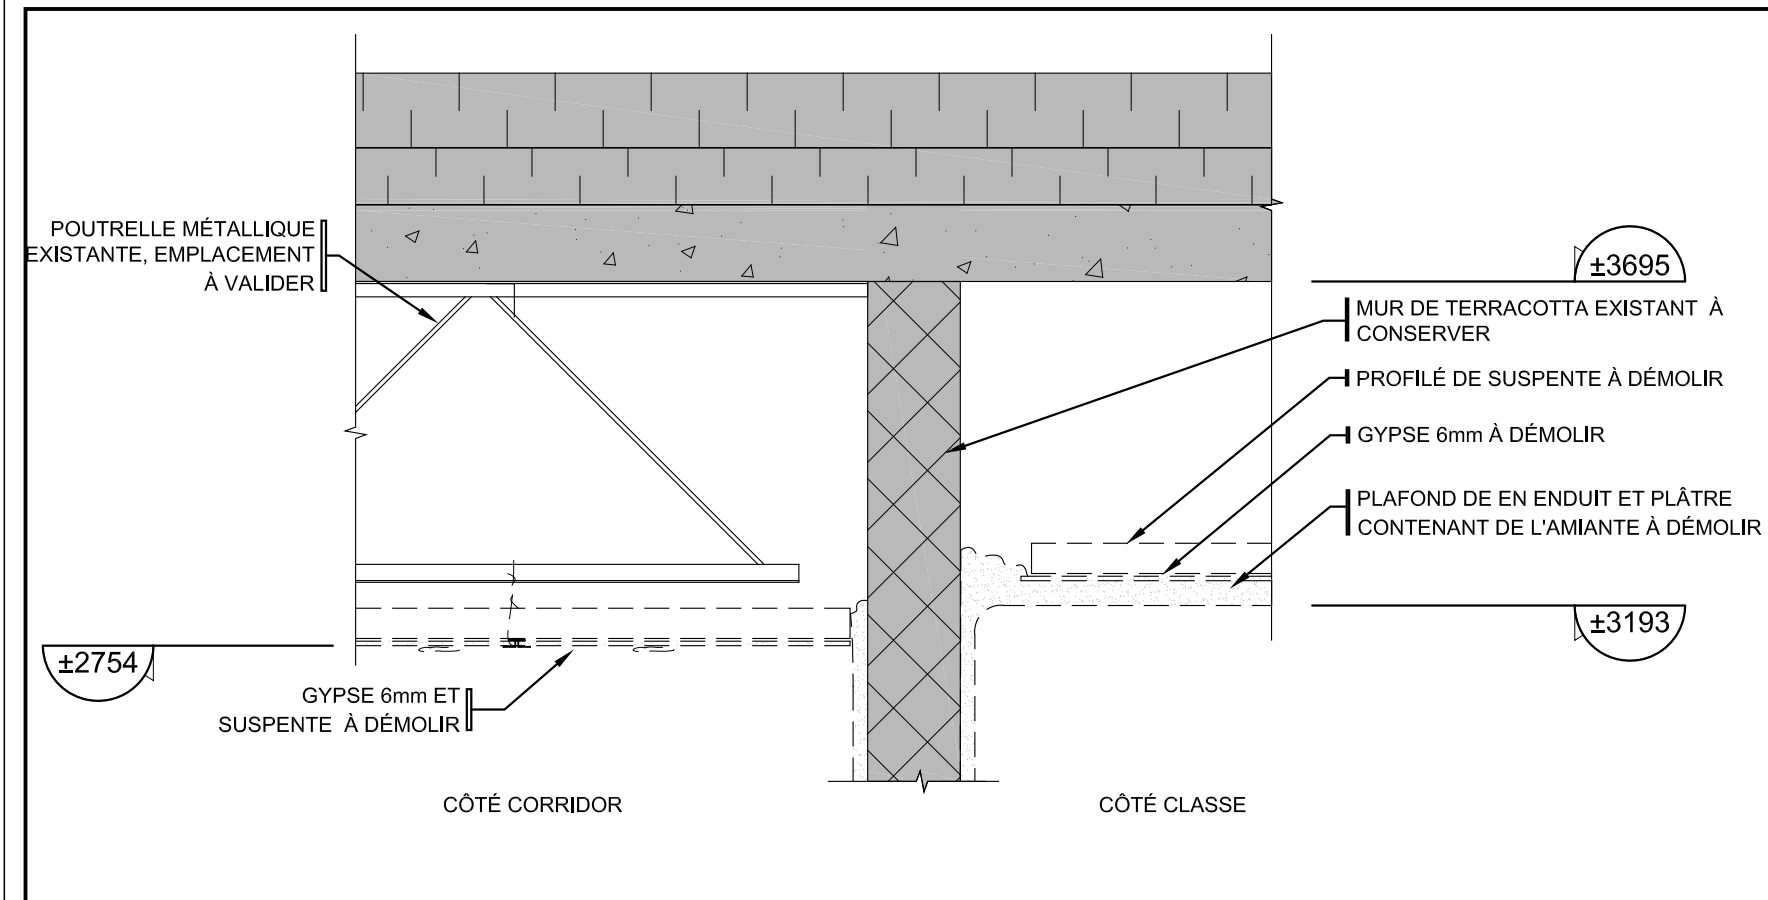 POUTRELLE MÉTALLIQUE
EXISTANTE, EMPLACEMENT
À VALIDER
±3695
MUR DE TERRACOTTA EXISTANT À
CONSERVER
PROFILÉ DE SUSPENTE À DÉMOLIR
GYPSE 6mm À DÉMOLIR
PLAFOND DE EN ENDUIT ET PLÂTRE
CONTENANT DE L'AMIANTE À DÉMOLIR
±3193
±2754
GYPSE 6mm ET
SUSPENTE À DÉMOLIR
CÔTÉ CORRIDOR
CÔTÉ CLASSE